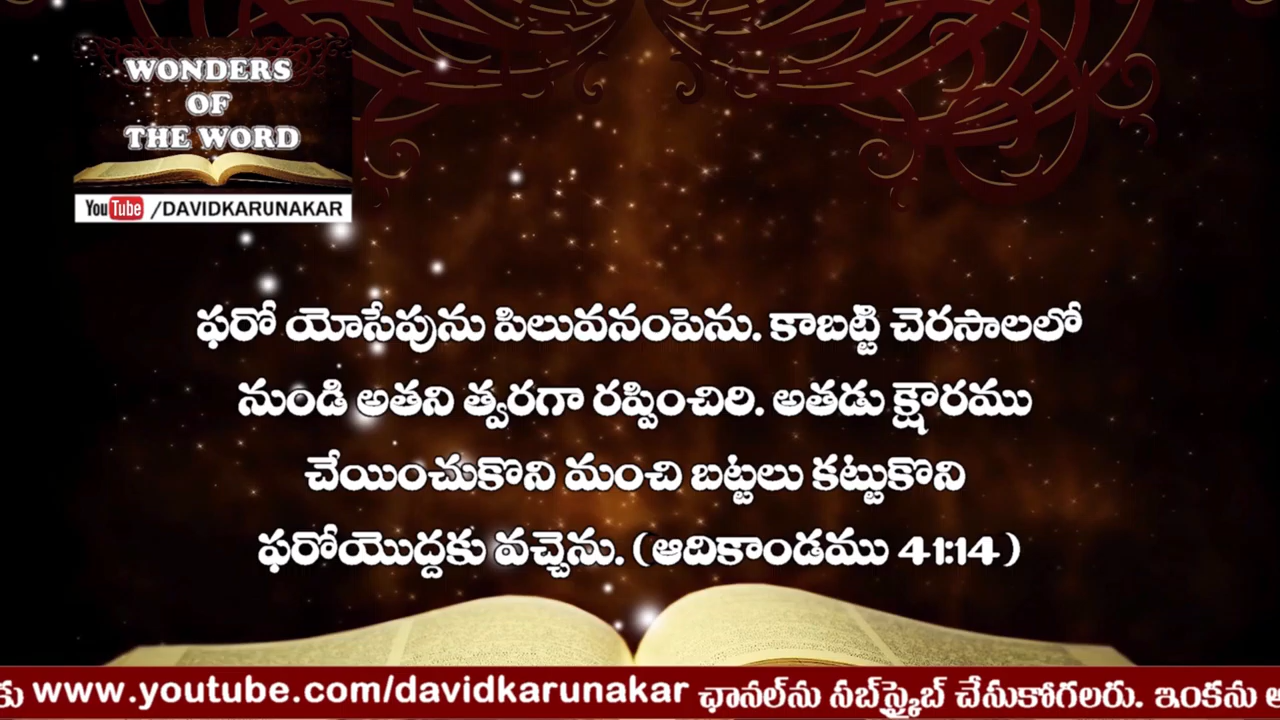 WONDERS
OF
THE WORD
YouTube /DAVIDKARUNAKAR
ఫరో యోసేపును పిలువనంపెను. కాబట్టి చెరసాలలో
నుండి అతని త్వరగా రప్పించిరి. అతడు క్షౌరము
చేయించుకొని మంచి బట్టలు కట్టుకొని
ఫరోయొద్దకు వచ్చెను. (ఆదికాండము 41:14)
కు www.youtube.com/davidkarunakar ఛానల్‌ను సబ్‌స్క్రైబ్ చేసుకోగలరు. ఇంకను